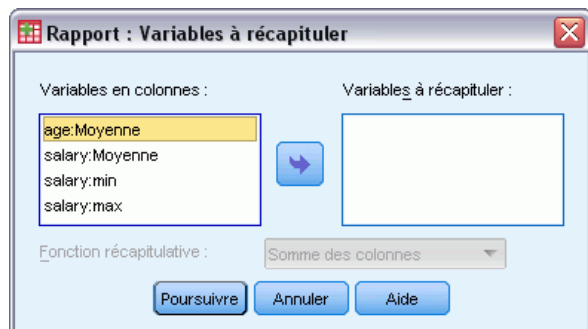 Rapport : Variables à récapituler
Variables en colonnes :
Variables à récapituler :
age:Moyenne
salary:Moyenne
salary:min
salary:max
Fonction récapitulative :
Somme des colonnes
Poursuivre
Annuler
Aide